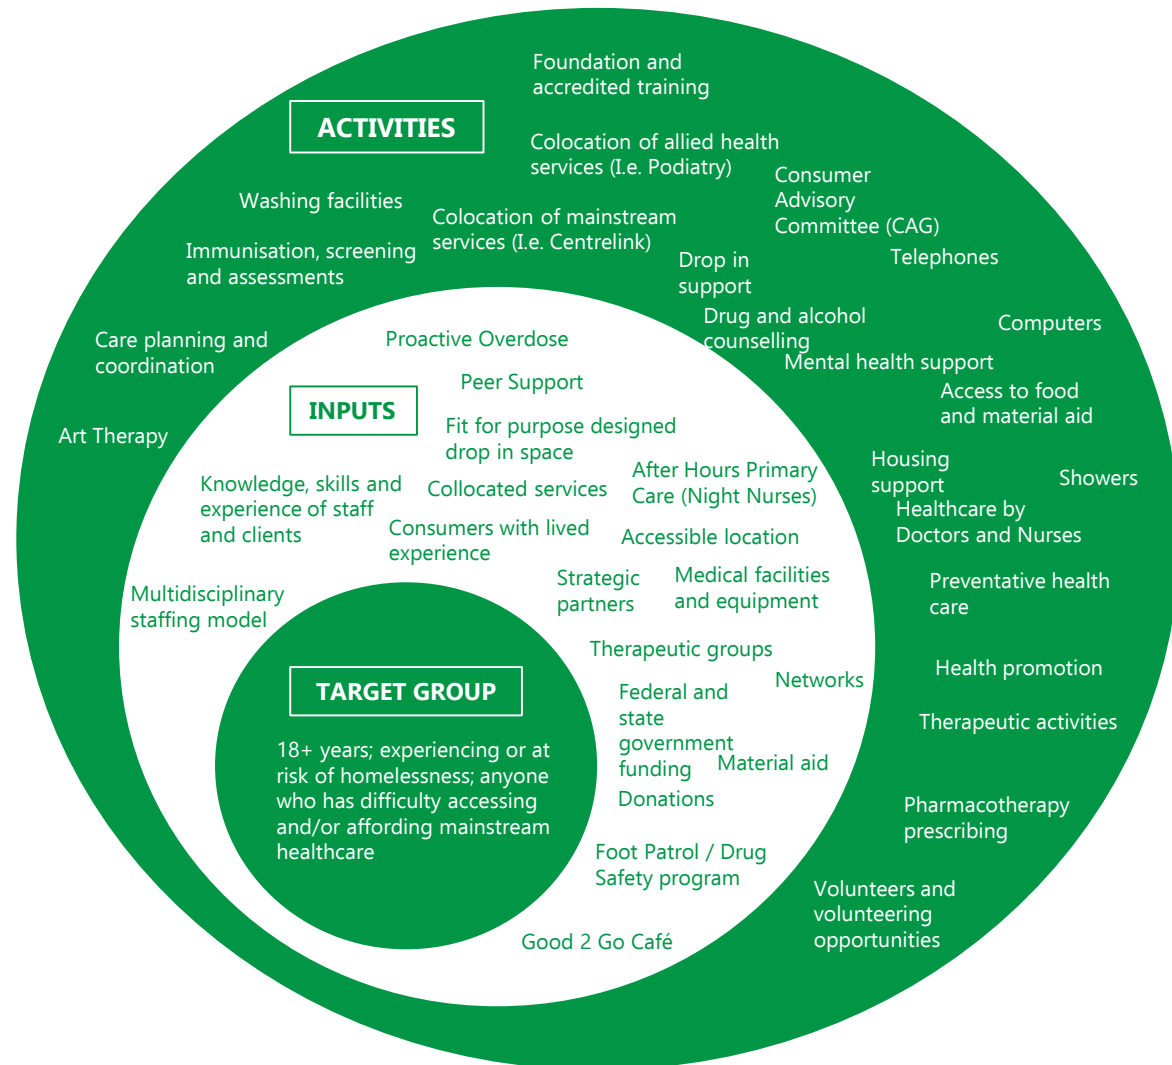 Foundation and
accredited training
ACTIVITIES
Colocation of allied health
services (I.e. Podiatry)
Consumer
Advisory
Committee (CAG)
Washing facilities
Colocation of mainstream
services (I.e. Centrelink)
Immunisation, screening
and assessments
Drop in
support
Telephones
Drug and alcohol
counselling
Computers
Care planning and
coordination
Mental health support
Access to food
and material aid
Art Therapy
Housing
support
Showers
Healthcare by
Doctors and Nurses
Preventative health
care
Health promotion
Therapeutic activities
Pharmacotherapy
prescribing
Volunteers and
volunteering
opportunities
Proactive Overdose
Peer Support
INPUTS
Fit for purpose designed
drop in space
After Hours Primary
Care (Night Nurses)
Knowledge, skills and
experience of staff
and clients
Collocated services
Consumers with lived
experience
Accessible location
Strategic
partners
Medical facilities
and equipment
Multidisciplinary
staffing model
Therapeutic groups
Networks
Federal and
state
government
funding
Material aid
Donations
Foot Patrol / Drug
Safety program
Good 2 Go Café
TARGET GROUP
18+ years; experiencing or at
risk of homelessness; anyone
who has difficulty accessing
and/or affording mainstream
healthcare